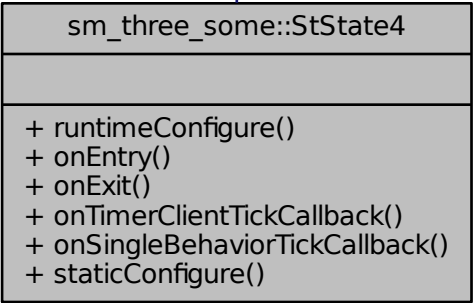 sm_three_some::StState4
+ runtimeConfigure()
+ onEntry()
+ onExit()
+ onTimerClientTickCallback()
+ onSingleBehaviorTickCallback()
+ staticConfigure()